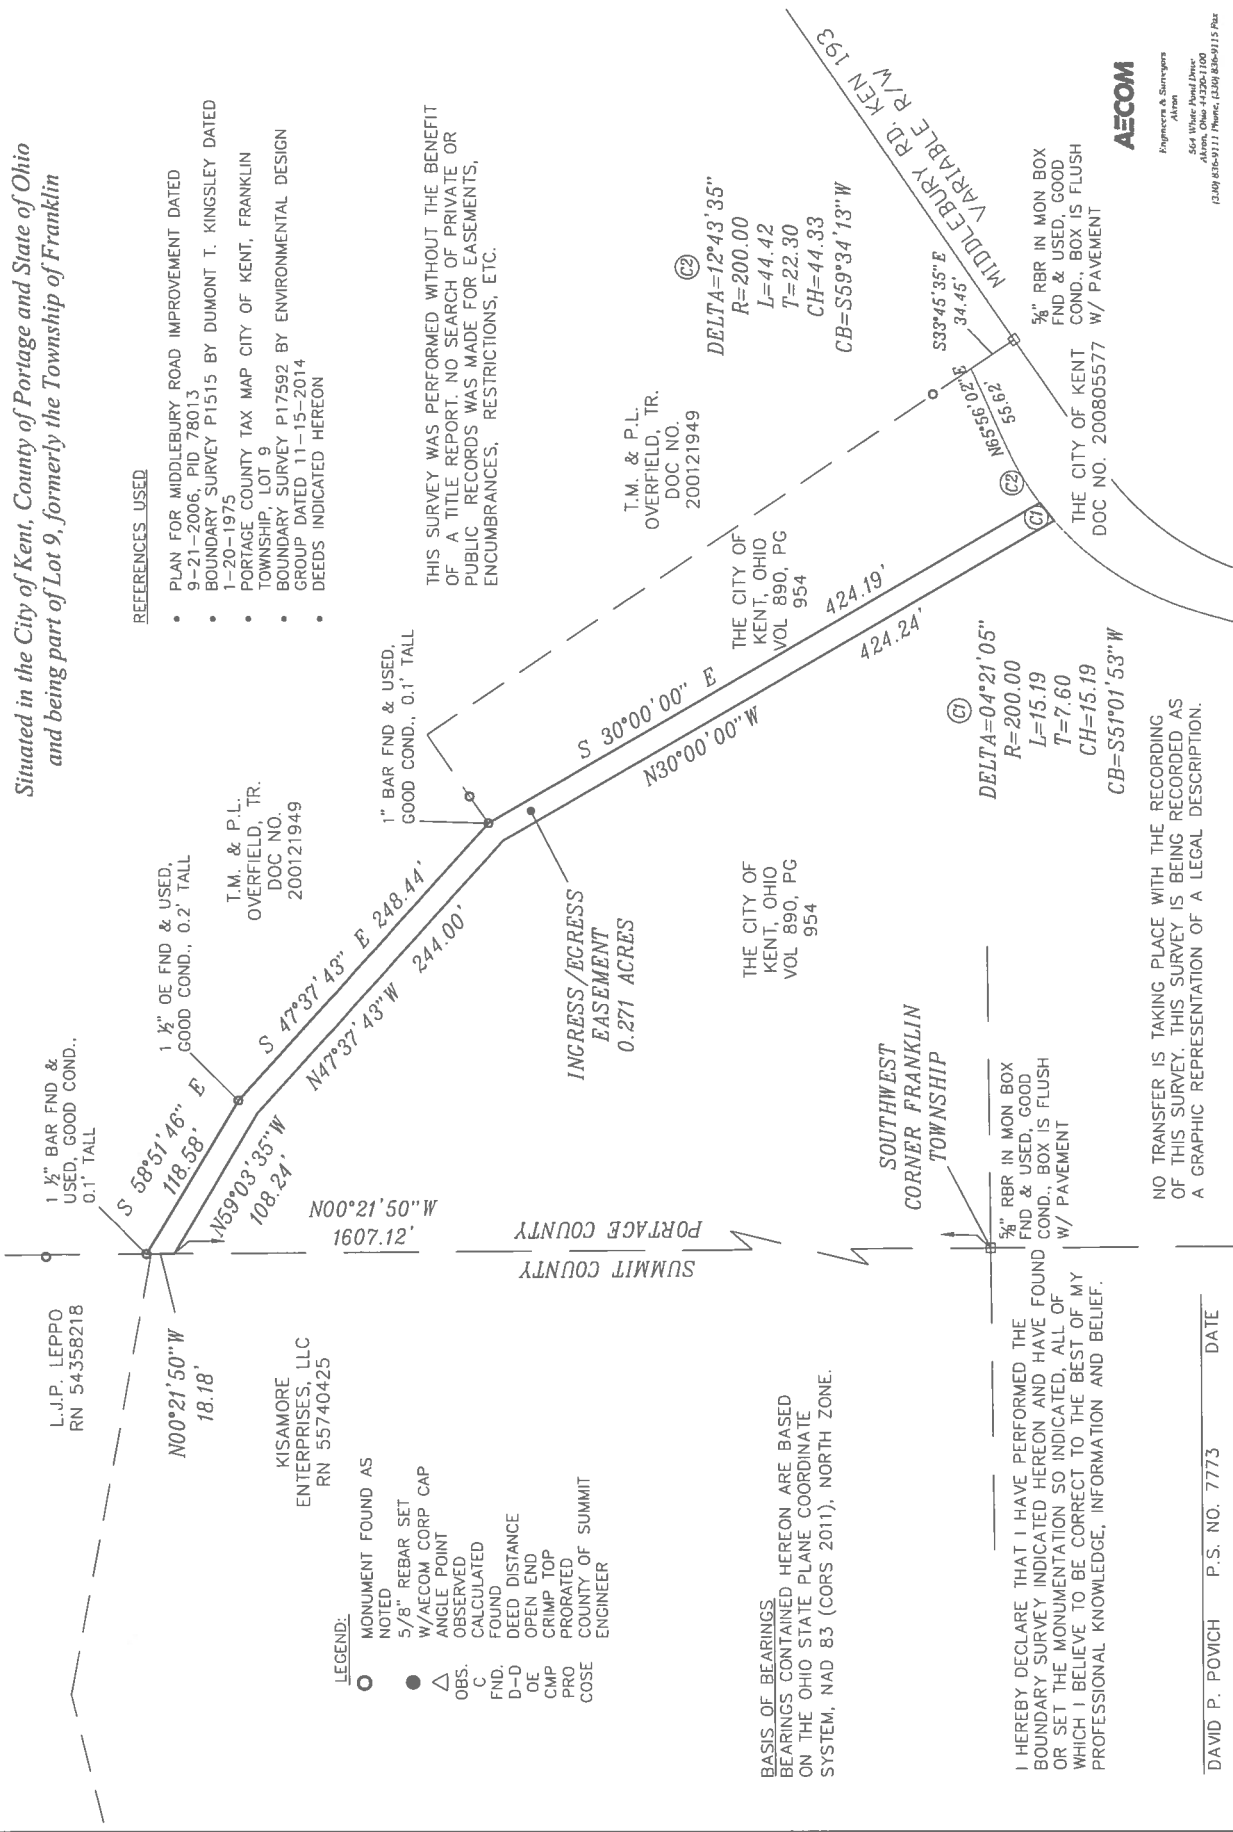 Situated in the City of Kent, County of Portage and State of Ohio
and being part of Lot 9, formerly the Township of Franklin
REFERENCES USED
• PLAN FOR MIDDLEBURY ROAD IMPROVEMENT DATED
9-21-2006, PID 78013
• BOUNDARY SURVEY P1515 BY DUMONT T. KINGSLEY DATED
1-20-1975
• PORTAGE COUNTY TAX MAP CITY OF KENT, FRANKLIN
TOWNSHIP, LOT 9
• BOUNDARY SURVEY P17592 BY ENVIRONMENTAL DESIGN
GROUP DATED 11-15-2014
• DEEDS INDICATED HEREON
THIS SURVEY WAS PERFORMED WITHOUT THE BENEFIT
OF A TITLE REPORT. NO SEARCH OF PRIVATE OR
PUBLIC RECORDS WAS MADE FOR EASEMENTS,
ENCUMBRANCES, RESTRICTIONS, ETC.
L.J.P. LEPPO
RN 54358218
1 ½" BAR FND &
USED, GOOD COND.,
0.1' TALL
1 ½" OE FND & USED,
GOOD COND., 0.2' TALL
T.M. & P.L.
OVERFIELD, TR.
DOC NO.
200121949
1" BAR FND & USED,
GOOD COND., 0.1' TALL
S 58°51'46" E
118.58'
S 47°37'43" E 248.44'
N47°37'43"W 244.00'
N59°03'35"W
108.24'
N00°21'50"W
18.18'
N00°21'50"W
1607.12'
PORTAGE COUNTY
SUMMIT COUNTY
KISAMORE
ENTERPRISES, LLC
RN 55740425
LEGEND:
MONUMENT FOUND AS
NOTED
5/8" REBAR SET
W/AECOM CORP CAP
ANGLE POINT
OBS. OBSERVED
C CALCULATED
FND. FOUND
D-D DEED DISTANCE
OE OPEN END
CMP CRIMP TOP
PRO PRORATED
COSE COUNTY OF SUMMIT
ENGINEER
INGRESS/EGRESS
EASEMENT
0.271 ACRES
S 30°00'00" E
424.19'
N30°00'00"W
424.24'
THE CITY OF
KENT, OHIO
VOL 890, PG
954
T.M. & P.L.
OVERFIELD, TR.
DOC NO.
200121949
C2
DELTA=12°43'35"
R=200.00
L=44.42
T=22.30
CH=44.33
CB=S59°34'13"W
S33°45'35"E
34.45'
N65°56'02"E
55.62'
C2
C1
MIDDLEBURY RD. KEN 193
VARIABLE R/W
⅝" RBR IN MON BOX
FND & USED, GOOD
COND., BOX IS FLUSH
W/ PAVEMENT
THE CITY OF KENT
DOC NO. 200805577
THE CITY OF
KENT, OHIO
VOL 890, PG
954
C1
DELTA=04°21'05"
R=200.00
L=15.19
T=7.60
CH=15.19
CB=S51°01'53"W
SOUTHWEST
CORNER FRANKLIN
TOWNSHIP
⅝" RBR IN MON BOX
FND & USED, GOOD
COND., BOX IS FLUSH
W/ PAVEMENT
BASIS OF BEARINGS
BEARINGS CONTAINED HEREON ARE BASED
ON THE OHIO STATE PLANE COORDINATE
SYSTEM, NAD 83 (CORS 2011), NORTH ZONE.
I HEREBY DECLARE THAT I HAVE PERFORMED THE
BOUNDARY SURVEY INDICATED HEREON AND HAVE FOUND
OR SET THE MONUMENTATION SO INDICATED, ALL OF
WHICH I BELIEVE TO BE CORRECT TO THE BEST OF MY
PROFESSIONAL KNOWLEDGE, INFORMATION AND BELIEF.
DAVID P. POVICH P.S. NO. 7773 DATE
NO TRANSFER IS TAKING PLACE WITH THE RECORDING
OF THIS SURVEY. THIS SURVEY IS BEING RECORDED AS
A GRAPHIC REPRESENTATION OF A LEGAL DESCRIPTION.
AECOM
Engineers & Surveyors
Akron
564 White Pond Drive
Akron, Ohio 44320-1100
(330) 836-9111 Phone, (330) 836-9115 Fax